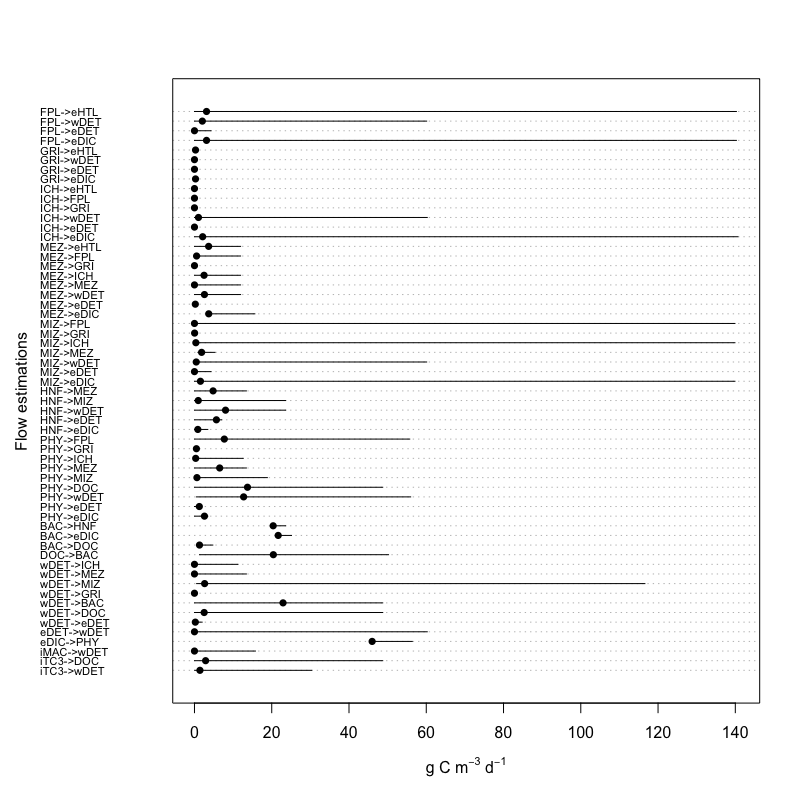 FPL->eHTL
FPL->wDET
FPL->eDET
FPL->eDIC
GRI->eHTL
GRI->wDET
GRI->eDET
GRI->eDIC
ICH->eHTL
ICH->FPL
ICH->GRI
ICH->wDET
ICH->eDET
ICH->eDIC
MEZ->eHTL
MEZ->FPL
MEZ->GRI
MEZ->ICH
MEZ->MEZ
MEZ->wDET
MEZ->eDET
MEZ->eDIC
MIZ->FPL
MIZ->GRI
MIZ->ICH
MIZ->MEZ
MIZ->wDET
MIZ->eDET
MIZ->eDIC
HNF->MEZ
HNF->MIZ
HNF->wDET
HNF->eDET
HNF->eDIC
PHY->FPL
PHY->GRI
PHY->ICH
PHY->MEZ
PHY->MIZ
PHY->DOC
PHY->wDET
PHY->eDET
PHY->eDIC
BAC->HNF
BAC->eDIC
BAC->DOC
DOC->BAC
wDET->ICH
wDET->MEZ
wDET->MIZ
wDET->GRI
wDET->BAC
wDET->DOC
wDET->eDET
eDET->wDET
eDIC->PHY
iMAC->wDET
iTC3->DOC
iTC3->wDET
Flow estimations
0 20 40 60 80 100 120 140
g C m⁻³ d⁻¹